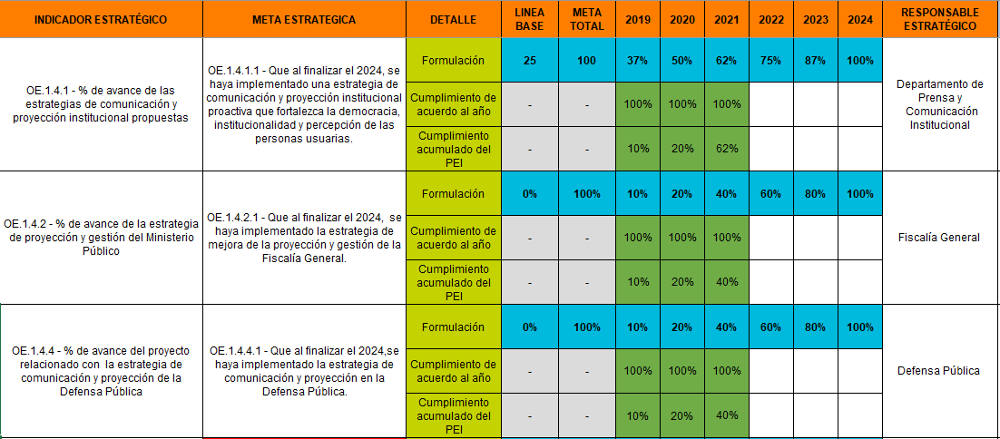 INDICADOR ESTRATÉGICO META ESTRATEGICA DETALLE LINEA BASE META TOTAL 2019 2020 2021 2022 2023 2024 RESPONSABLE ESTRATÉGICO
OE.1.4.1 - % de avance de las
estrategias de comunicación y
proyección institucional propuestas
OE.1.4.1.1 - Que al finalizar el 2024, se
haya implementado una estrategia de
comunicación y proyección institucional
proactiva que fortalezca la democracia,
institucionalidad y percepción de las
personas usuarias.
Formulación 25 100 37% 50% 62% 75% 87% 100%
Cumplimiento de
acuerdo al año
- - 100% 100% 100%
Cumplimiento
acumulado del
PEI
- - 10% 20% 62%
Departamento de
Prensa y
Comunicación
Institucional
OE.1.4.2 - % de avance de la estrategia
de proyección y gestión del Ministerio
Público
OE.1.4.2.1 - Que al finalizar el 2024, se
haya implementado la estrategia de
mejora de la proyección y gestión de la
Fiscalía General.
Formulación 0% 100% 10% 20% 40% 60% 80% 100%
Cumplimiento de
acuerdo al año
- - 100% 100% 100%
Cumplimiento
acumulado del
PEI
- - 10% 20% 40%
Fiscalía General
OE.1.4.4 - % de avance del proyecto
relacionado con la estrategia de
comunicación y proyección de la
Defensa Pública
OE.1.4.4.1 - Que al finalizar el 2024,se
haya implementado la estrategia de
comunicación y proyección en la
Defensa Pública.
Formulación 0% 100% 10% 20% 40% 60% 80% 100%
Cumplimiento de
acuerdo al año
- - 100% 100% 100%
Cumplimiento
acumulado del
PEI
- - 10% 20% 40%
Defensa Pública